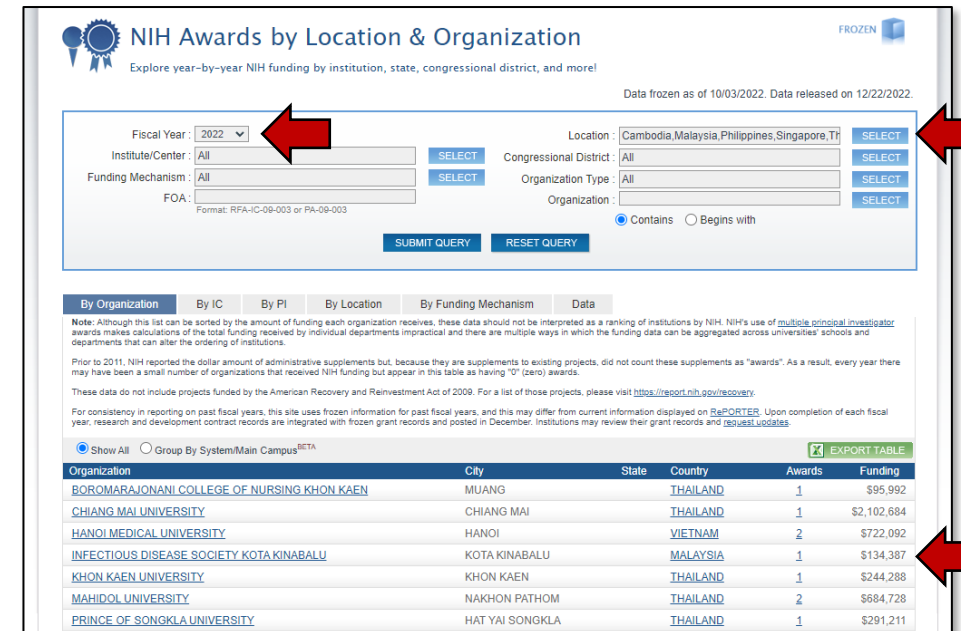 NIH Awards by Location & Organization
FROZEN
Explore year-by-year NIH funding by institution, state, congressional district, and more!
Data frozen as of 10/03/2022. Data released on 12/22/2022.
Fiscal Year : 2022
Location : Cambodia,Malaysia,Philippines,Singapore,Th SELECT
Institute/Center : All SELECT
Congressional District : All SELECT
Funding Mechanism : All SELECT
Organization Type : All SELECT
FOA :
Organization : SELECT
Format: RFA-IC-09-003 or PA-09-003
Contains Begins with
SUBMIT QUERY RESET QUERY
By Organization By IC By PI By Location By Funding Mechanism Data
Note: Although this list can be sorted by the amount of funding each organization receives, these data should not be interpreted as a ranking of institutions by NIH. NIH's use of multiple principal investigator
awards makes calculations of the total funding received by individual departments impractical and there are multiple ways in which the funding data can be aggregated across universities' schools and
departments that can alter the ordering of institutions.
Prior to 2011, NIH reported the dollar amount of administrative supplements but, because they are supplements to existing projects, did not count these supplements as "awards". As a result, every year there
may have been a small number of organizations that received NIH funding but appear in this table as having "0" (zero) awards.
These data do not include projects funded by the American Recovery and Reinvestment Act of 2009. For a list of those projects, please visit https://report.nih.gov/recovery.
For consistency in reporting on past fiscal years, this site uses frozen information for past fiscal years, and this may differ from current information displayed on RePORTER. Upon completion of each fiscal
year, research and development contract records are integrated with frozen grant records and posted in December. Institutions may review their grant records and request updates.
Show All Group By System/Main Campus BETA
EXPORT TABLE
Organization City State Country Awards Funding
BOROMARAJONANI COLLEGE OF NURSING KHON KAEN MUANG THAILAND 1 $95,992
CHIANG MAI UNIVERSITY CHIANG MAI THAILAND 1 $2,102,684
HANOI MEDICAL UNIVERSITY HANOI VIETNAM 2 $722,092
INFECTIOUS DISEASE SOCIETY KOTA KINABALU KOTA KINABALU MALAYSIA 1 $134,387
KHON KAEN UNIVERSITY KHON KAEN THAILAND 1 $244,288
MAHIDOL UNIVERSITY NAKHON PATHOM THAILAND 2 $684,728
PRINCE OF SONGKLA UNIVERSITY HAT YAI SONGKLA THAILAND 1 $291,211